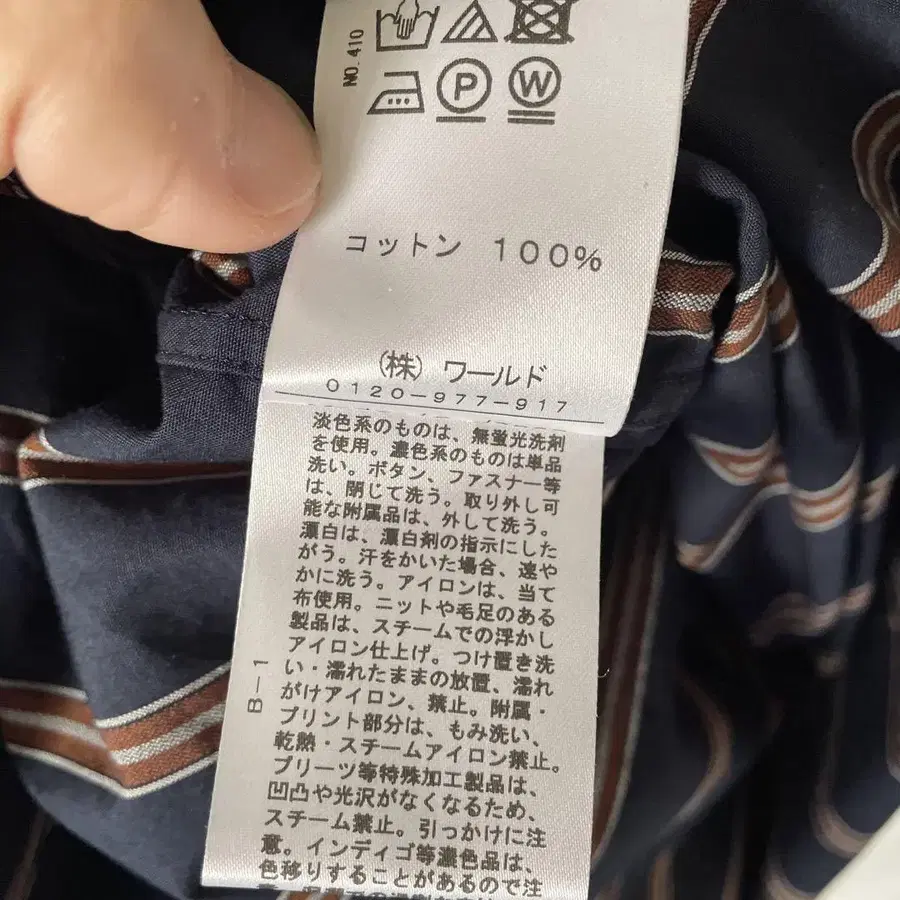 NO. 410
P
W
コットン 100%
(株) ワールド
0120-977-917
淡色系のものは、無蛍光洗剤
を使用。濃色系のものは単品
洗い。ボタン、ファスナー等
は、閉じて洗う。取り外し可
能な附属品は、外して洗う。
漂白は、漂白剤の指示にした
がう。汗をかいた場合、速や
かに洗う。アイロンは、当て
布使用。ニットや毛足のある
製品は、スチームでの浮かし
アイロン仕上げ。つけ置き洗
い・濡れたままの放置、濡れ
がけアイロン、禁止。附属・
プリント部分は、もみ洗い、
乾熱・スチームアイロン禁止。
プリーツ等特殊加工製品は、
凹凸や光沢がなくなるため、
スチーム禁止。引っかけに注
意。インディゴ等濃色品は、
色移りすることがあるので注
B-1